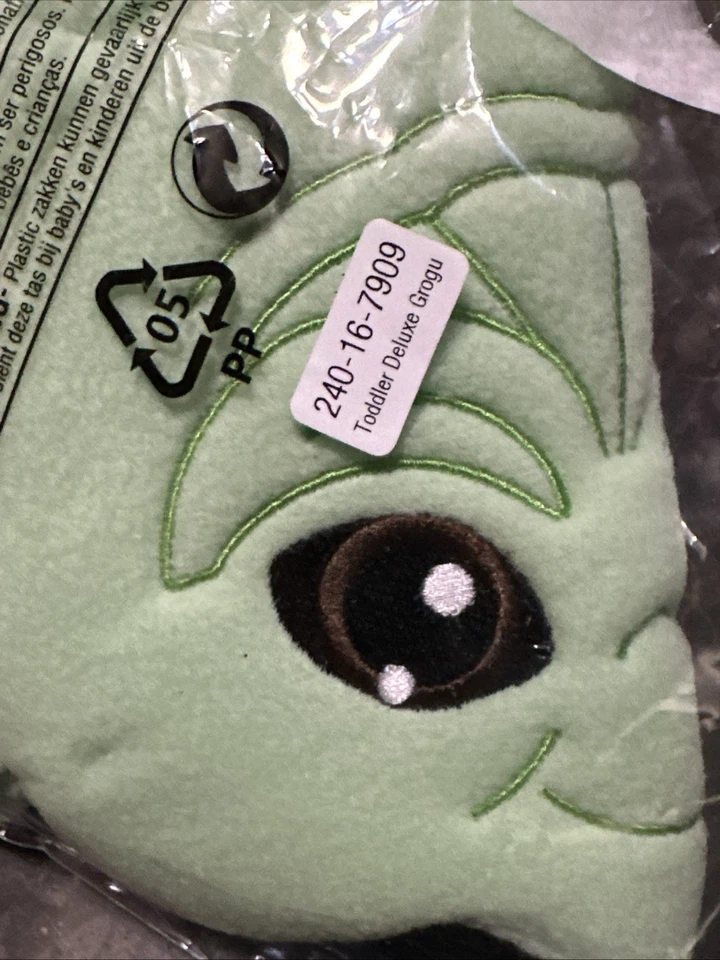 ser perigosos.
bebês e crianças.
- Plastic zakken kunnen gevaarlijk
deze tas bij baby's en kinderen uit de b
05
PP
240-16-7909
Toddler Deluxe Grogu